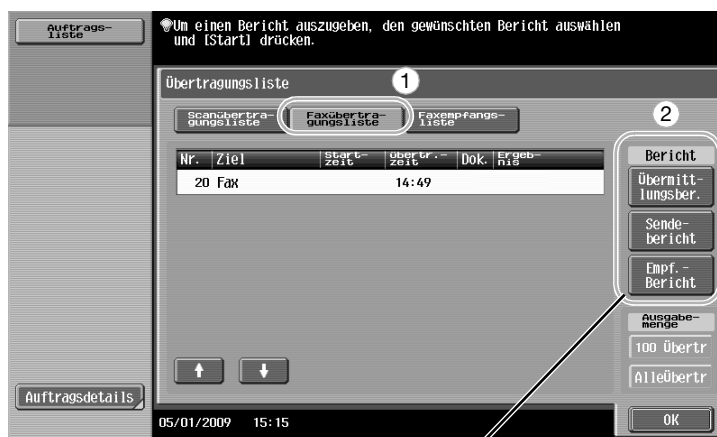 Auftrags-
liste
Um einen Bericht auszugeben, den gewünschten Bericht auswählen
und [Start] drücken.
Übertragungsliste
1
Scanübertra-
gungsliste
Faxübertra-
gungsliste
Faxempfangs-
liste
2
Nr. Ziel Start-zeit übertr.-zeit Dok. Ergeb-nis
20 Fax 14:49
Bericht
Übermitt-
lungsber.
Sende-
bericht
Empf.-
Bericht
Ausgabe-
menge
100 Übertr
AlleÜbertr
Auftragsdetails
05/01/2009 15:15
OK